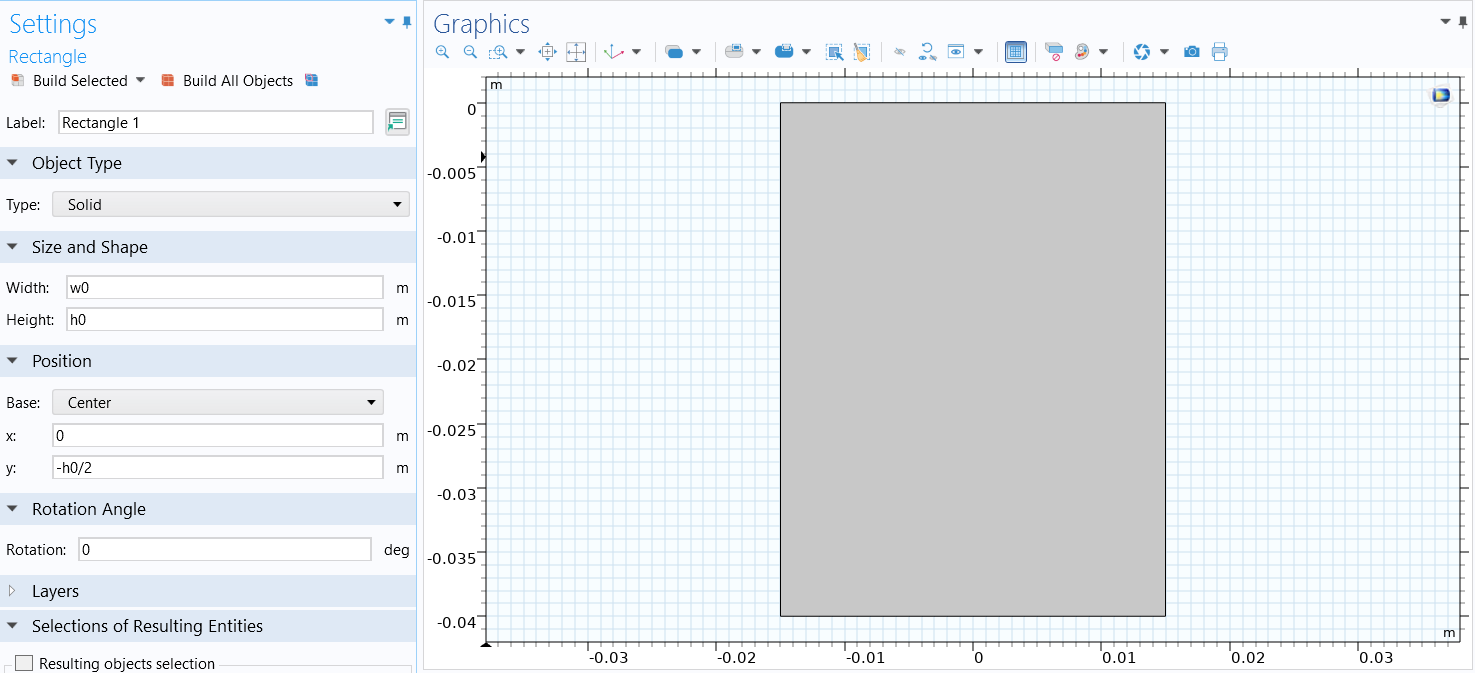 Settings
Rectangle
Build Selected Build All Objects
Label: Rectangle 1
Object Type
Type: Solid
Size and Shape
Width: w0 m
Height: h0 m
Position
Base: Center
x: 0 m
y: -h0/2 m
Rotation Angle
Rotation: 0 deg
Layers
Selections of Resulting Entities
Resulting objects selection
Graphics
m
0
-0.005
-0.01
-0.015
-0.02
-0.025
-0.03
-0.035
-0.04
m
-0.03 -0.02 -0.01 0 0.01 0.02 0.03